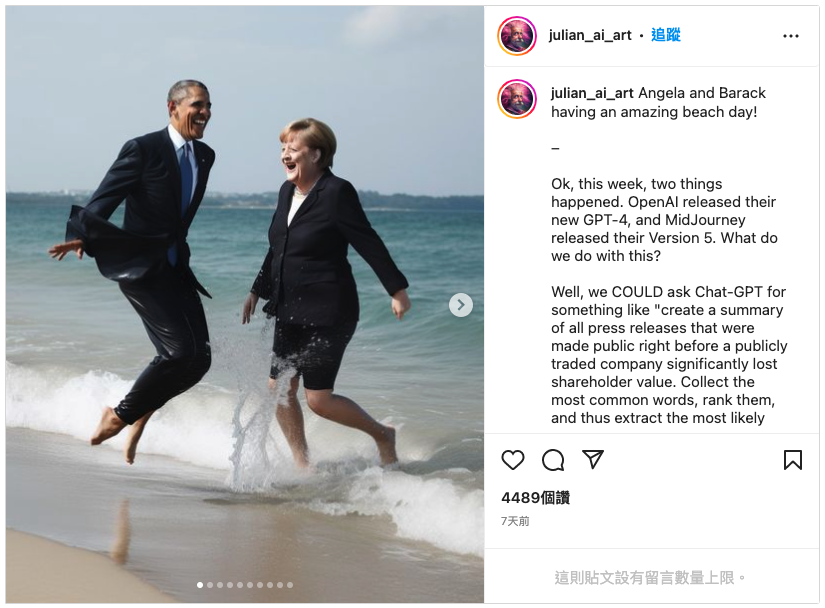 julian_ai_art • 追蹤
julian_ai_art Angela and Barack
having an amazing beach day!
–
Ok, this week, two things
happened. OpenAI released their
new GPT-4, and MidJourney
released their Version 5. What do
we do with this?
Well, we COULD ask Chat-GPT for
something like "create a summary
of all press releases that were
made public right before a publicly
traded company significantly lost
shareholder value. Collect the
most common words, rank them,
and thus extract the most likely
4489個讚
7天前
這則貼文設有留言數量上限。